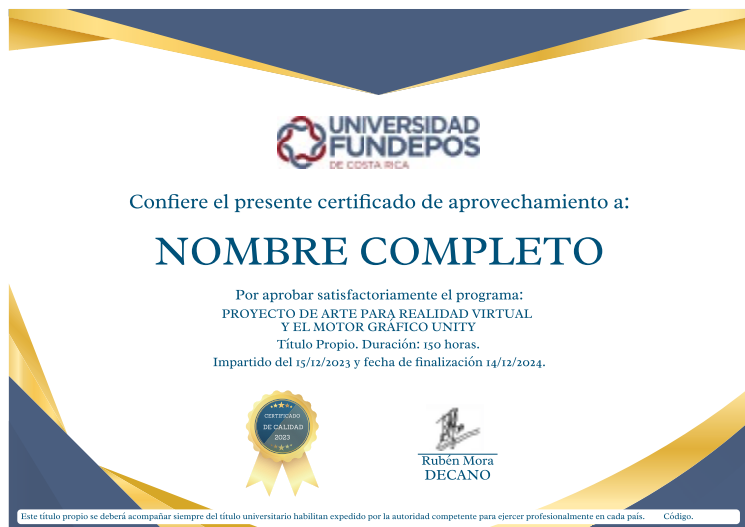 UNIVERSIDAD
FUNDEPOS
DE COSTA RICA
Confiere el presente certificado de aprovechamiento a:
NOMBRE COMPLETO
Por aprobar satisfactoriamente el programa:
PROYECTO DE ARTE PARA REALIDAD VIRTUAL
Y EL MOTOR GRÁFICO UNITY
Título Propio. Duración: 150 horas.
Impartido del 15/12/2023 y fecha de finalización 14/12/2024.
CERTIFICADO
DE CALIDAD
2023
Rubén Mora
DECANO
Este título propio se deberá acompañar siempre del título universitario habilitan expedido por la autoridad competente para ejercer profesionalmente en cada país. Código.